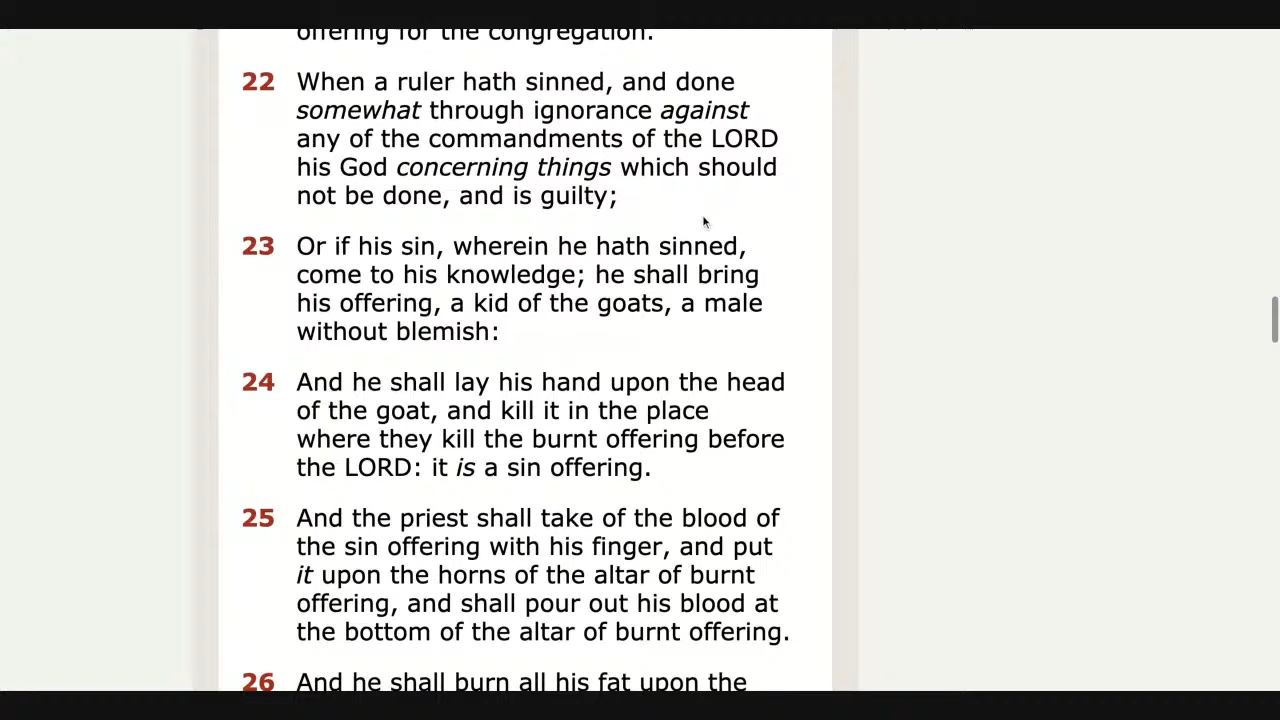 offering for the congregation.
22 When a ruler hath sinned, and done
somewhat through ignorance against
any of the commandments of the LORD
his God concerning things which should
not be done, and is guilty;
23 Or if his sin, wherein he hath sinned,
come to his knowledge; he shall bring
his offering, a kid of the goats, a male
without blemish:
24 And he shall lay his hand upon the head
of the goat, and kill it in the place
where they kill the burnt offering before
the LORD: it is a sin offering.
25 And the priest shall take of the blood of
the sin offering with his finger, and put
it upon the horns of the altar of burnt
offering, and shall pour out his blood at
the bottom of the altar of burnt offering.
26 And he shall burn all his fat upon the